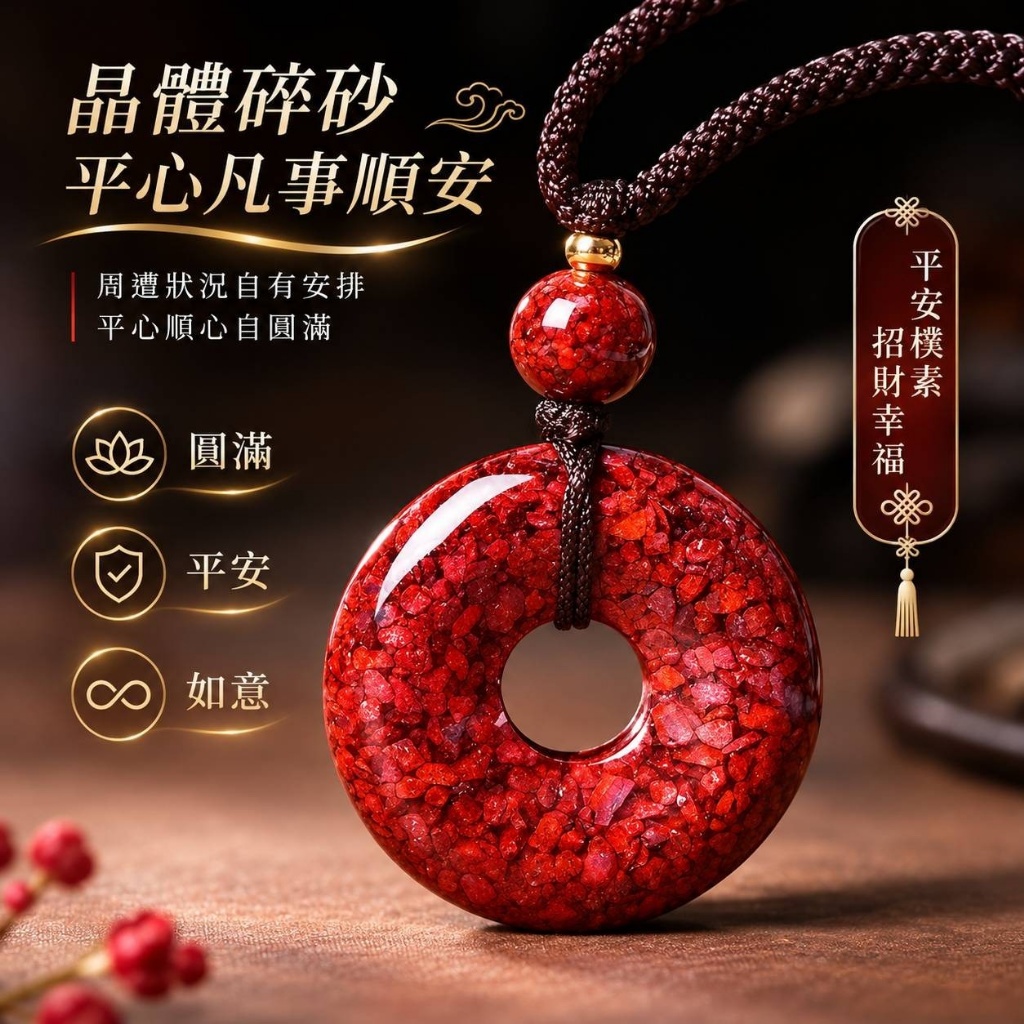 晶體碎砂
平心凡事順安
周遭狀況自有安排
平心順心自圓滿
圓滿
平安
如意
平安樸素
招財幸福